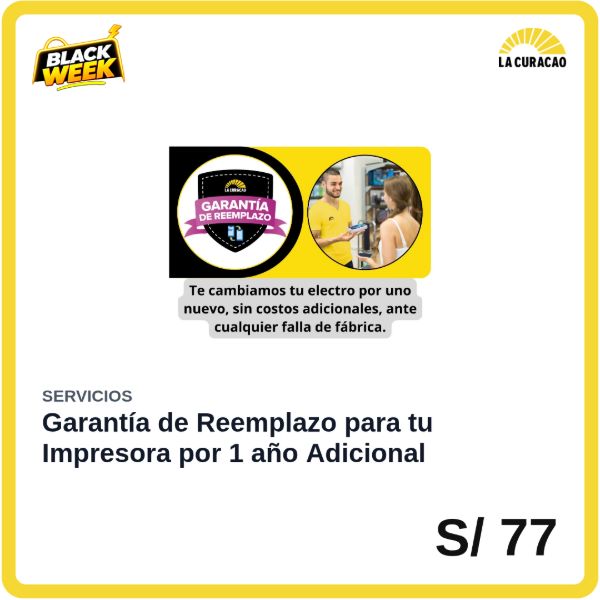 BLACK
WEEK
LA CURACAO
LA CURACAO
GARANTÍA
DE REEMPLAZO
Te cambiamos tu electro por uno
nuevo, sin costos adicionales, ante
cualquier falla de fábrica.
SERVICIOS
Garantía de Reemplazo para tu
Impresora por 1 año Adicional
S/ 77